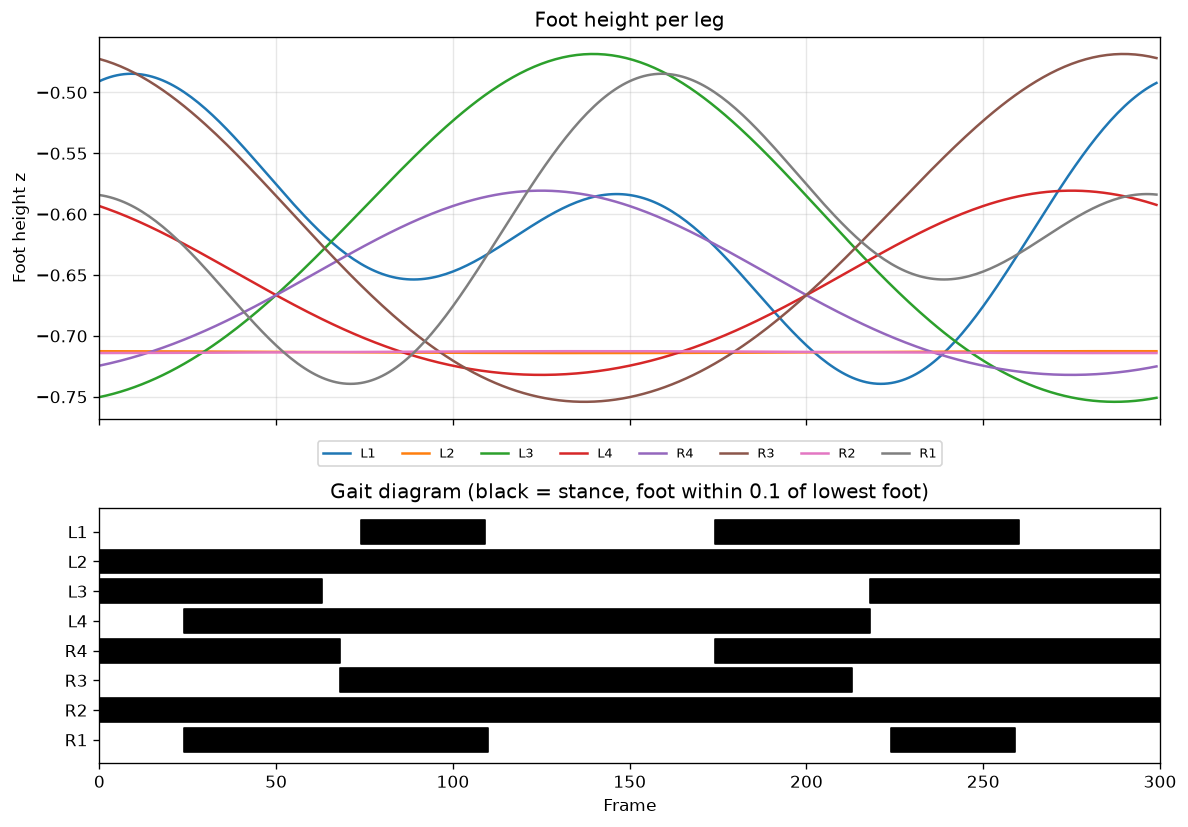 Foot height per leg
−0.50
−0.55
−0.60
−0.65
−0.70
−0.75
Foot height z
L1 L2 L3 L4 R4 R3 R2 R1
Gait diagram (black = stance, foot within 0.1 of lowest foot)
L1
L2
L3
L4
R4
R3
R2
R1
0 50 100 150 200 250 300
Frame